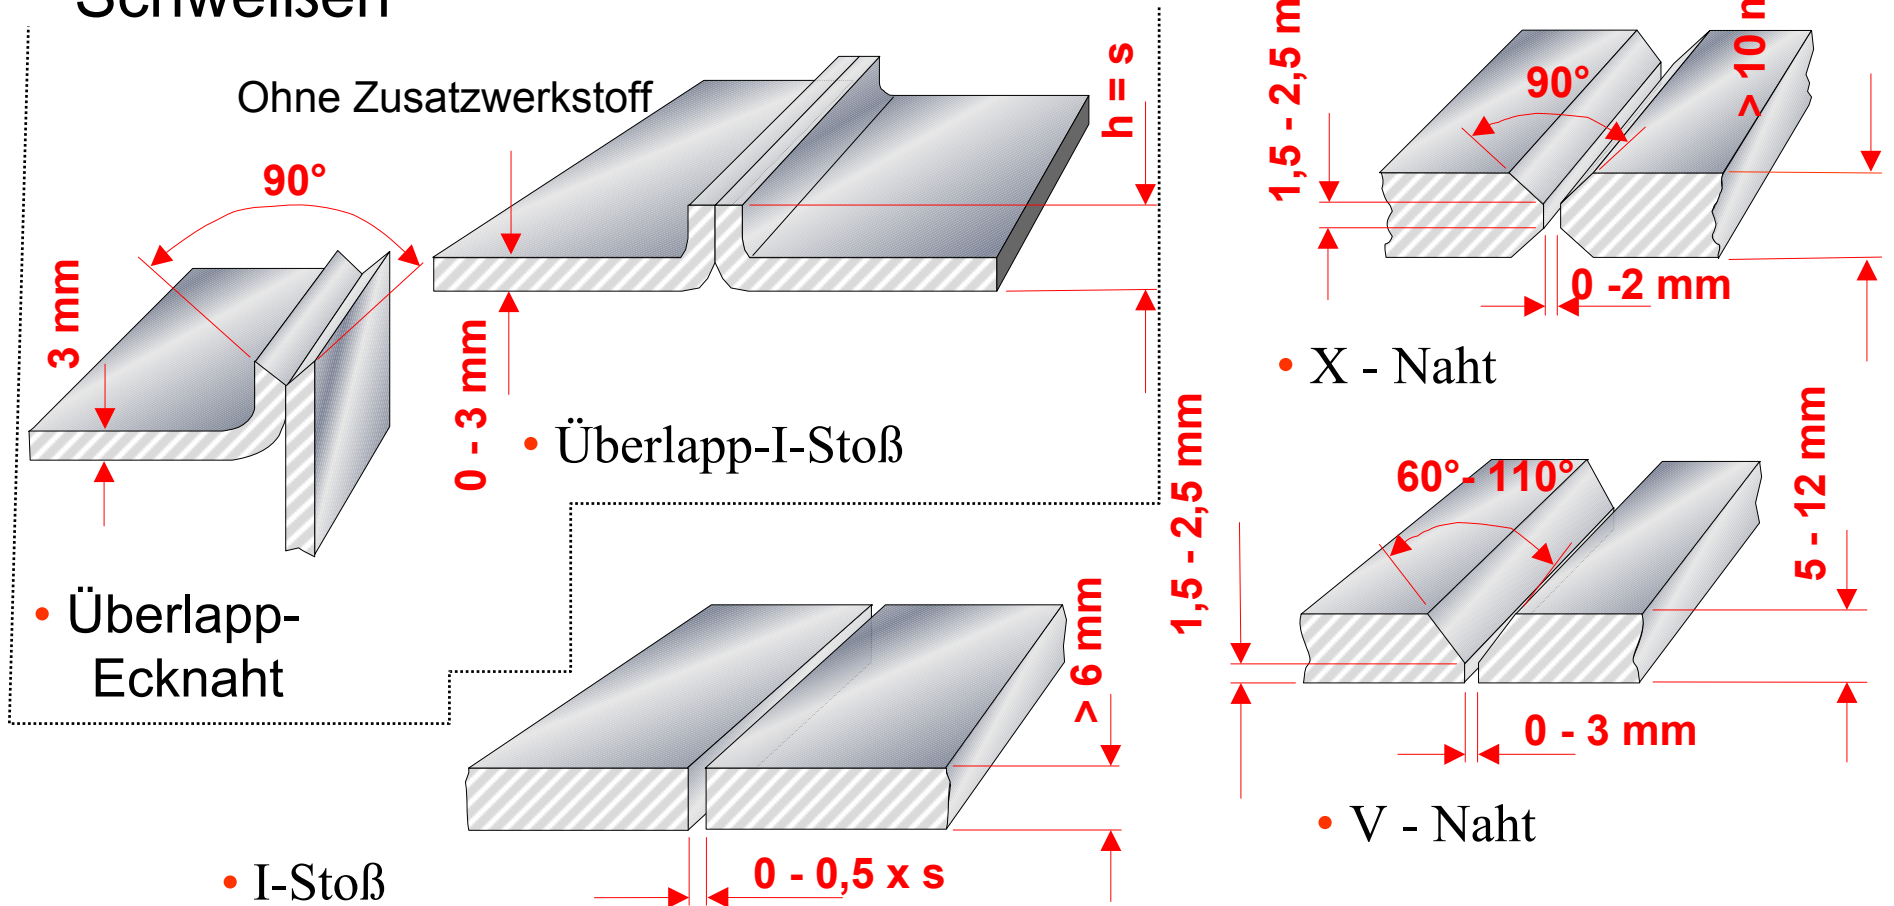 Schweißen
Ohne Zusatzwerkstoff
90°
3 mm
0 - 3 mm
h = s
• Überlapp-I-Stoß
• Überlapp-
Ecknaht
> 6 mm
0 - 0,5 x s
• I-Stoß
1,5 - 2,5 m
90°
> 10
0 -2 mm
• X - Naht
1,5 - 2,5 mm
60°- 110°
5 - 12 mm
0 - 3 mm
• V - Naht